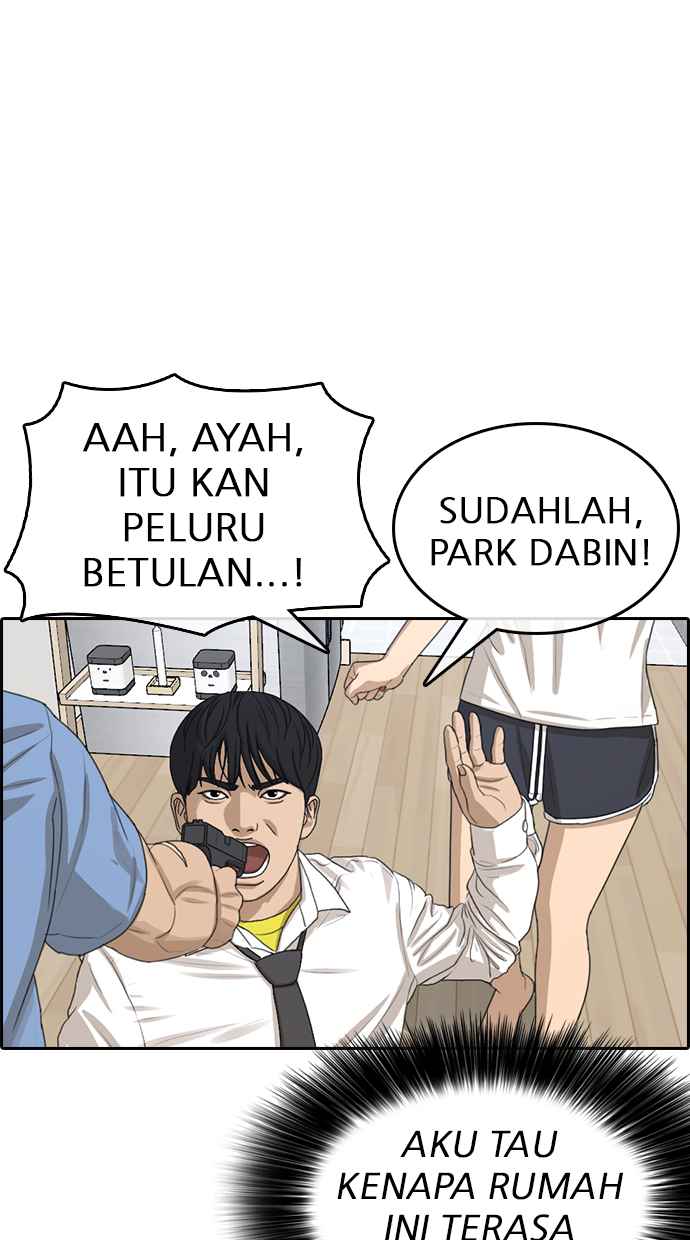 AAH, AYAH,
ITU KAN
PELURU
BETULAN...!
SUDAHLAH,
PARK DABIN!
AKU TAU
KENAPA RUMAH
INI TERASA